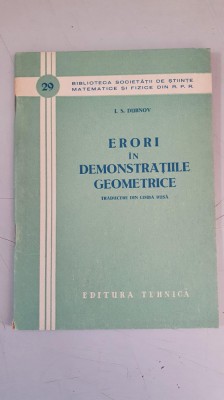 29
BIBLIOTECA SOCIETĂȚII DE ȘTIINȚE
MATEMATICE ȘI FIZICE DIN R. P. R.
I. S. DUBNOV
ERORI
ÎN
DEMONSTRAȚIILE
GEOMETRICE
TRADUCERE DIN LIMBA RUSĂ
EDITURA TEHNICĂ